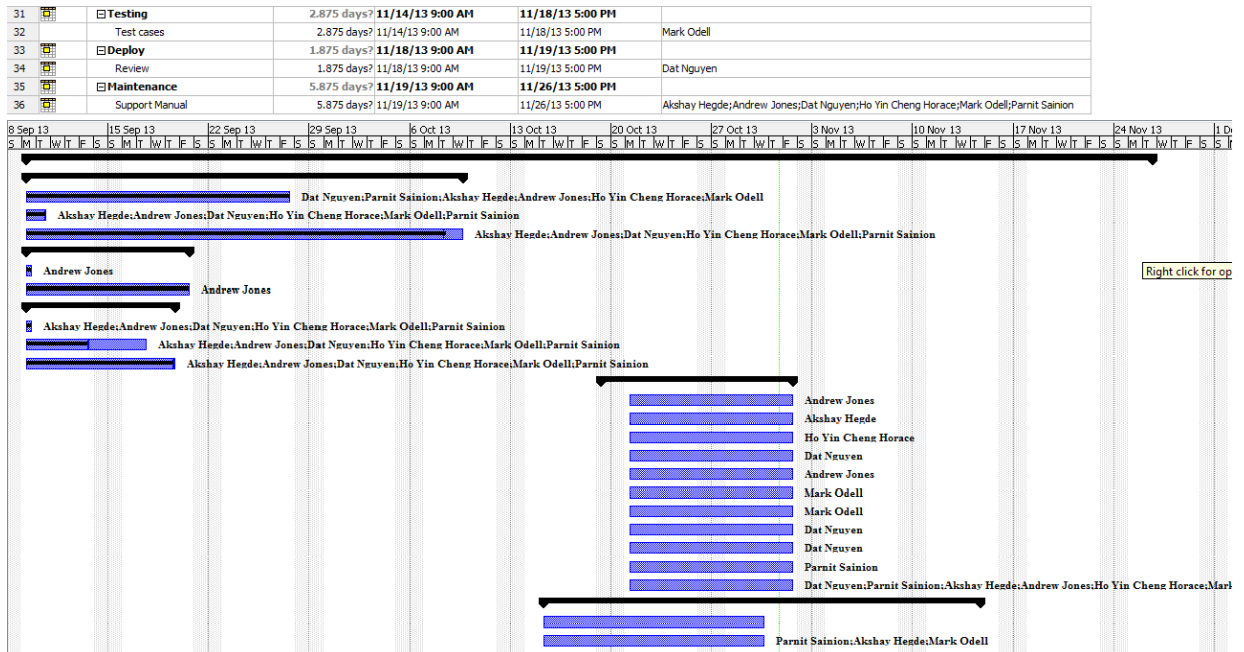 31 Testing 2.875 days? 11/14/13 9:00 AM 11/18/13 5:00 PM
32 Test cases 2.875 days? 11/14/13 9:00 AM 11/18/13 5:00 PM Mark Odell
33 Deploy 1.875 days? 11/18/13 9:00 AM 11/19/13 5:00 PM
34 Review 1.875 days? 11/18/13 9:00 AM 11/19/13 5:00 PM Dat Nguyen
35 Maintenance 5.875 days? 11/19/13 9:00 AM 11/26/13 5:00 PM
36 Support Manual 5.875 days? 11/19/13 9:00 AM 11/26/13 5:00 PM Akshay Hegde;Andrew Jones;Dat Nguyen;Ho Yin Cheng Horace;Mark Odell;Parnit Sainion
8 Sep 13 15 Sep 13 22 Sep 13 29 Sep 13 6 Oct 13 13 Oct 13 20 Oct 13 27 Oct 13 3 Nov 13 10 Nov 13 17 Nov 13 24 Nov 13 1 D
S M T W T F S S M T W T F S S M T W T F S S M T W T F S S M T W T F S S M T W T F S S M T W T F S S M T W T F S S M T W T F S S M T W T F S S M T W T F S S M T W T F S S
Dat Nguyen;Parnit Sainion;Akshay Hegde;Andrew Jones;Ho Yin Cheng Horace;Mark Odell
Akshay Hegde;Andrew Jones;Dat Nguyen;Ho Yin Cheng Horace;Mark Odell;Parnit Sainion
Akshay Hegde;Andrew Jones;Dat Nguyen;Ho Yin Cheng Horace;Mark Odell;Parnit Sainion
Andrew Jones
Right click for op
Andrew Jones
Akshay Hegde;Andrew Jones;Dat Nguyen;Ho Yin Cheng Horace;Mark Odell;Parnit Sainion
Akshay Hegde;Andrew Jones;Dat Nguyen;Ho Yin Cheng Horace;Mark Odell;Parnit Sainion
Akshay Hegde;Andrew Jones;Dat Nguyen;Ho Yin Cheng Horace;Mark Odell;Parnit Sainion
Andrew Jones
Akshay Hegde
Ho Yin Cheng Horace
Dat Nguyen
Andrew Jones
Mark Odell
Mark Odell
Dat Nguyen
Dat Nguyen
Parnit Sainion
Dat Nguyen;Parnit Sainion;Akshay Hegde;Andrew Jones;Ho Yin Cheng Horace;Mark
Parnit Sainion;Akshay Hegde;Mark Odell